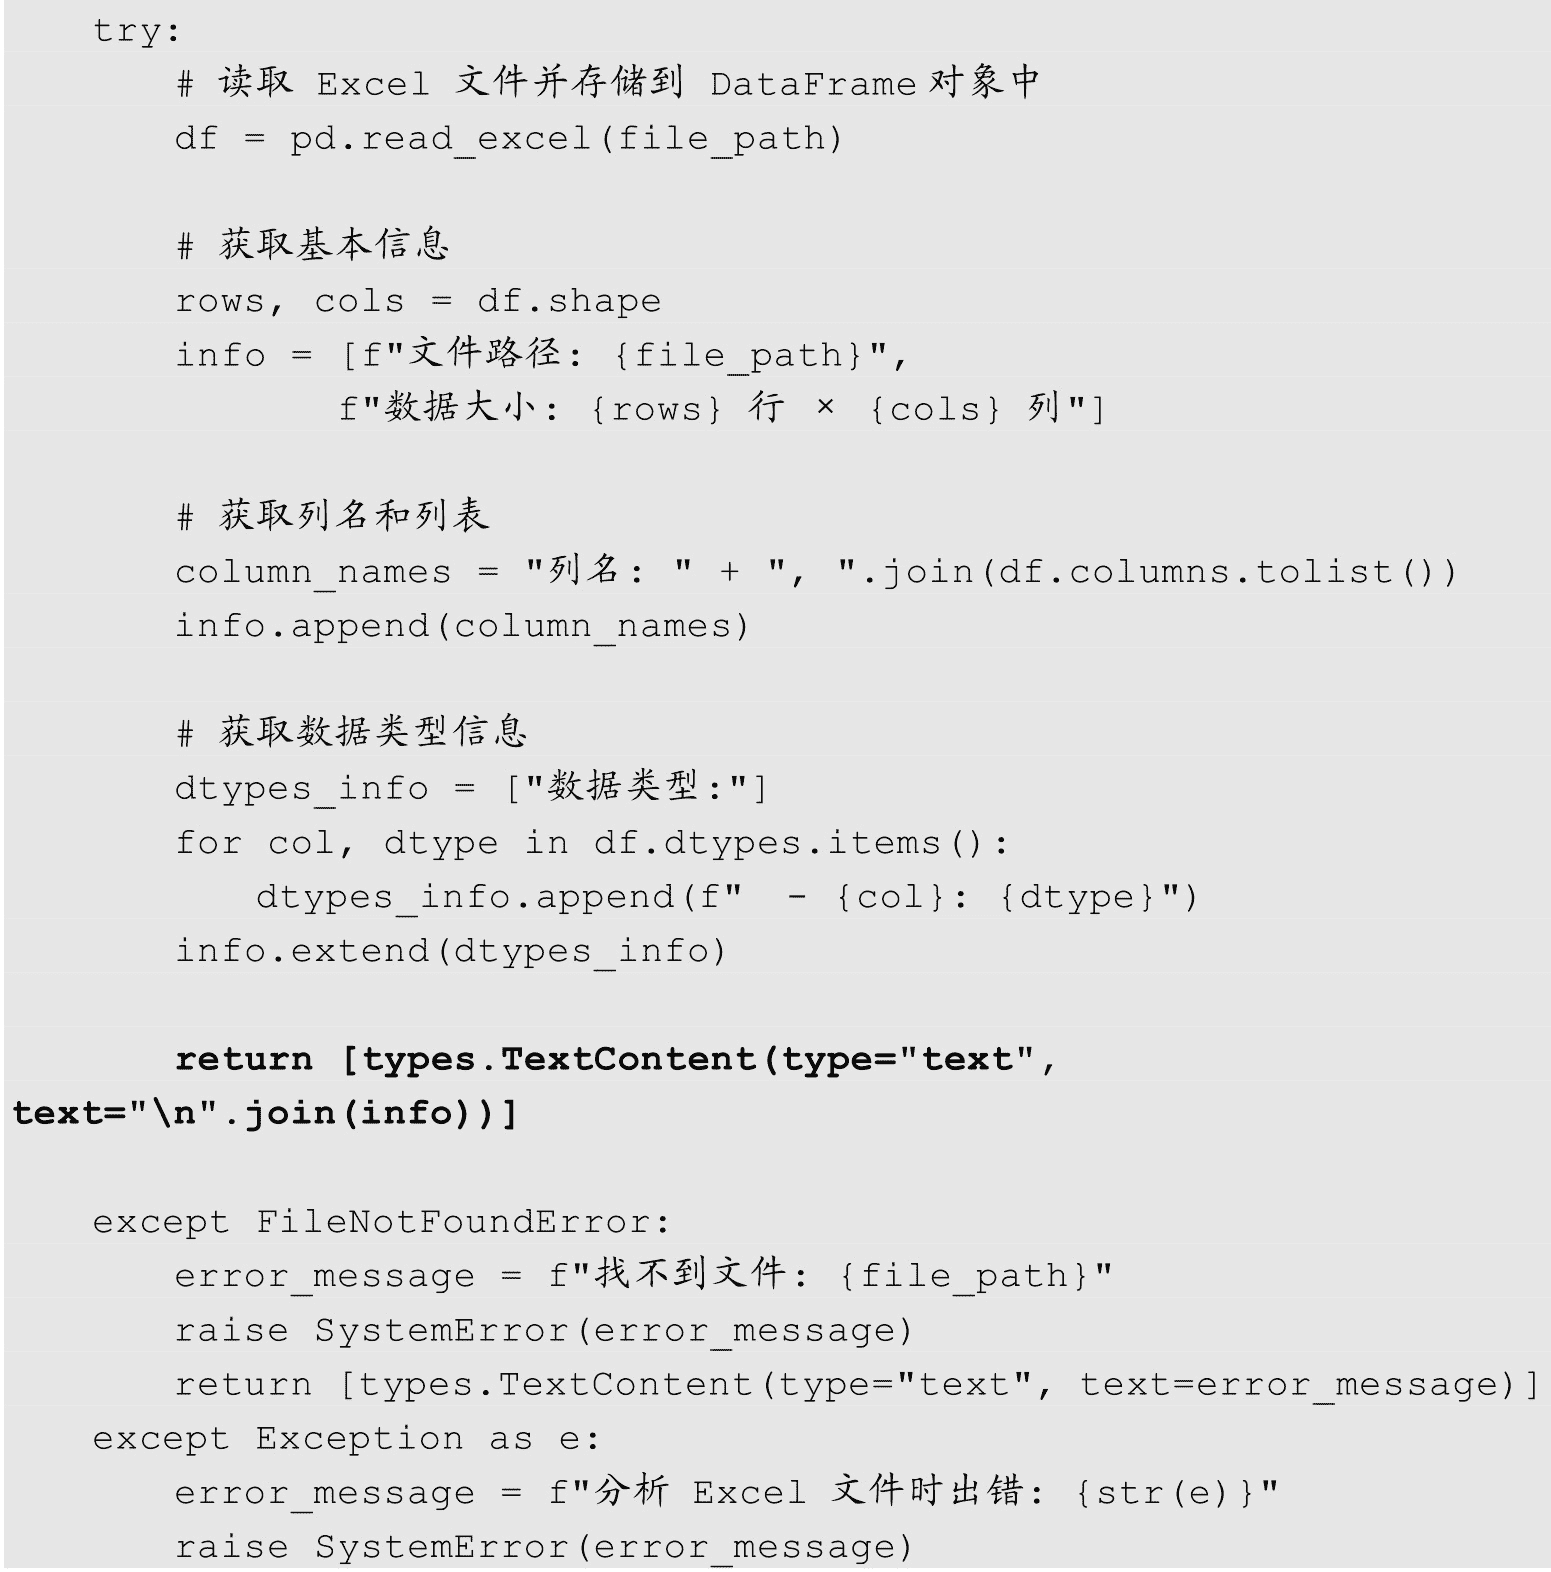 try:
# 读取 Excel 文件并存储到 DataFrame 对象中
df = pd.read_excel(file_path)
# 获取基本信息
rows, cols = df.shape
info = [f"文件路径: {file_path}",
f"数据大小: {rows} 行 × {cols} 列"]
# 获取列名和列表
column_names = "列名: " + ", ".join(df.columns.tolist())
info.append(column_names)
# 获取数据类型信息
dtypes_info = ["数据类型:"]
for col, dtype in df.dtypes.items():
dtypes_info.append(f"  - {col}: {dtype}")
info.extend(dtypes_info)
return [types.TextContent(type="text",
text="\n".join(info))]
except FileNotFoundError:
error_message = f"找不到文件: {file_path}"
raise SystemError(error_message)
return [types.TextContent(type="text", text=error_message)]
except Exception as e:
error_message = f"分析 Excel 文件时出错: {str(e)}"
raise SystemError(error_message)